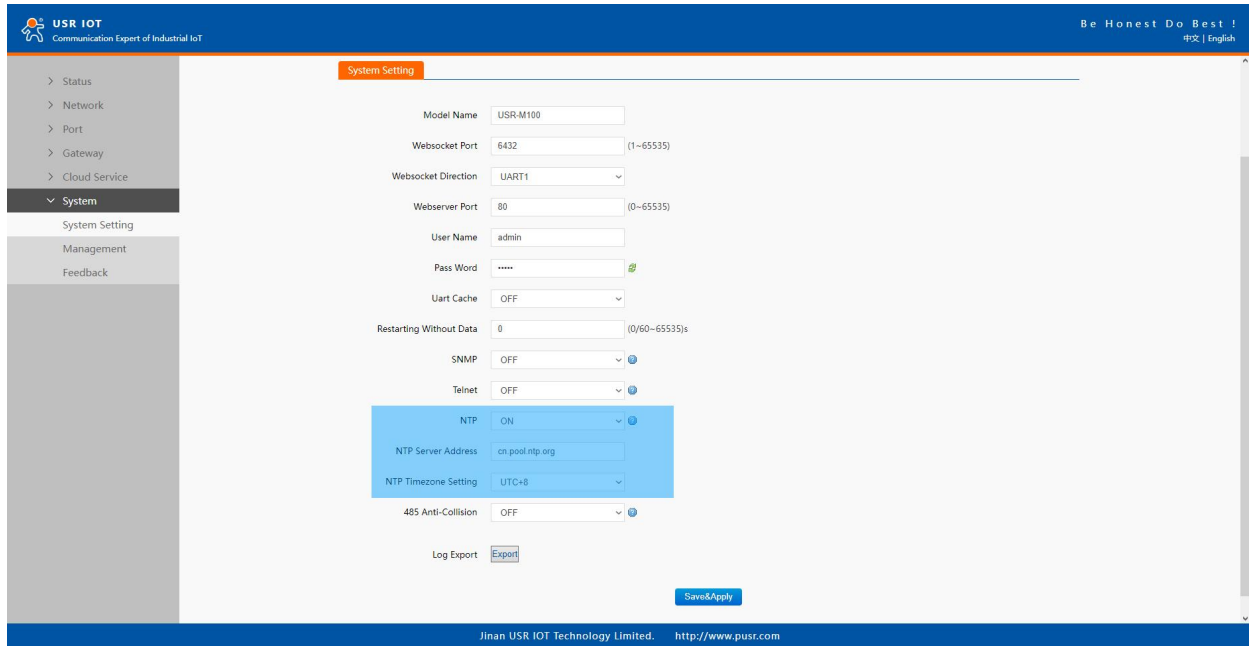 USR IOT
Communication Expert of Industrial IoT
Be Honest Do Best !
中文 | English
Status
Network
Port
Gateway
Cloud Service
System
System Setting
Management
Feedback
System Setting
Model Name USR-M100
Websocket Port 6432 (1~65535)
Websocket Direction UART1
Webserver Port 80 (0~65535)
User Name admin
Pass Word •••••
Uart Cache OFF
Restarting Without Data 0 (0/60~65535)s
SNMP OFF
Telnet OFF
NTP ON
NTP Server Address cn.pool.ntp.org
NTP Timezone Setting UTC+8
485 Anti-Collision OFF
Log Export Export
Save&Apply
Jinan USR IOT Technology Limited. http://www.pusr.com